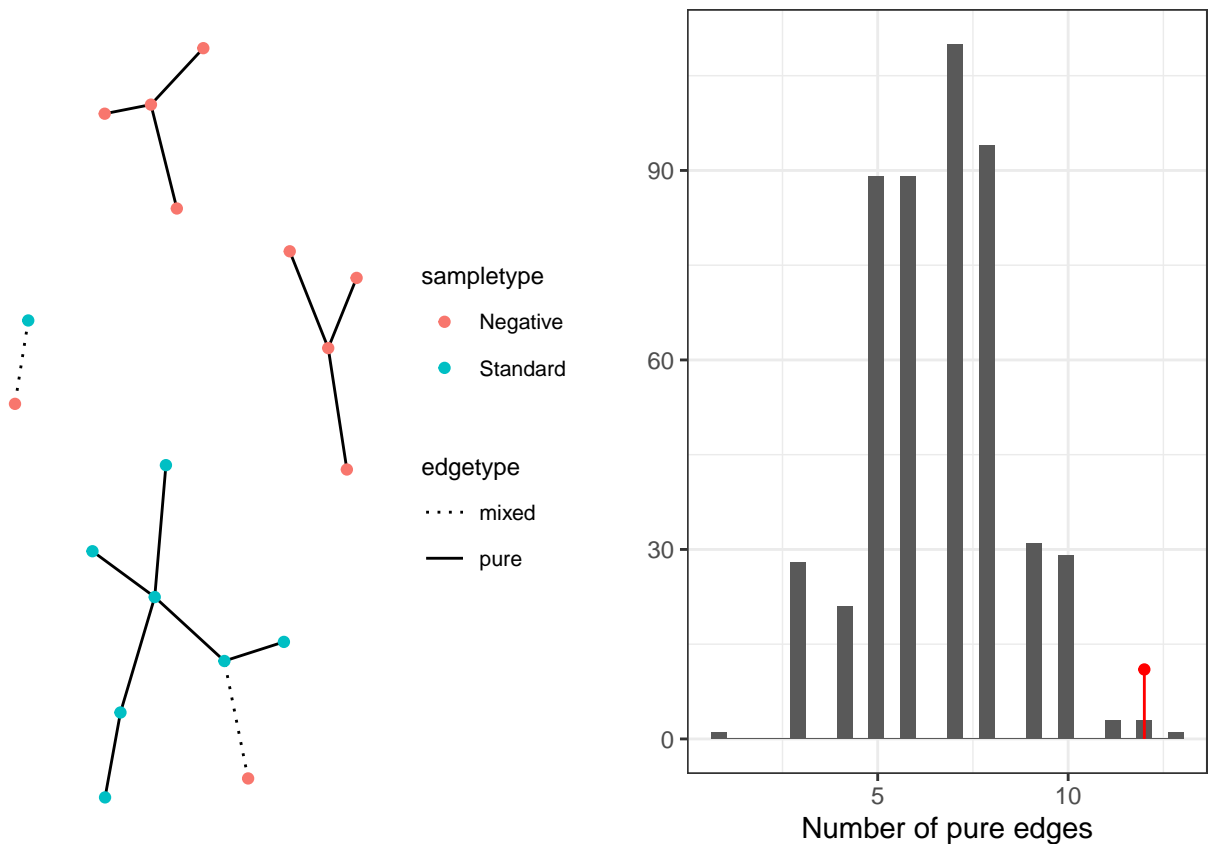 sampletype
Negative
Standard
edgetype
mixed
pure
90
60
30
0
5 10
Number of pure edges